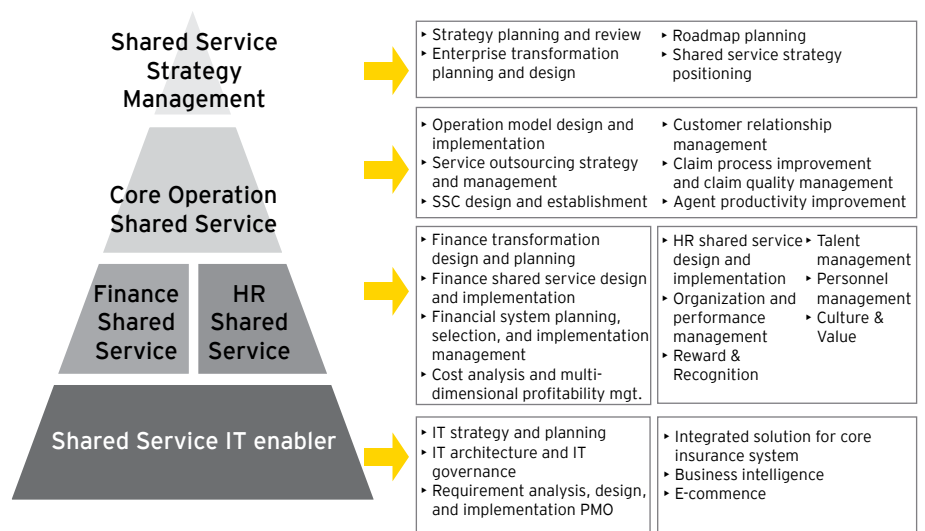 Shared Service
Strategy
Management
‣ Strategy planning and review
‣ Enterprise transformation
planning and design
‣ Roadmap planning
‣ Shared service strategy
positioning
Core Operation
Shared Service
‣ Operation model design and
implementation
‣ Service outsourcing strategy
and management
‣ SSC design and establishment
‣ Customer relationship
management
‣ Claim process improvement
and claim quality management
‣ Agent productivity improvement
Finance
Shared
Service
HR
Shared
Service
‣ Finance transformation
design and planning
‣ Finance shared service design
and implementation
‣ Financial system planning,
selection, and implementation
management
‣ Cost analysis and multi-
dimensional profitability mgt.
‣ HR shared service
design and
implementation
‣ Organization and
performance
management
‣ Reward &
Recognition
‣ Talent
management
‣ Personnel
management
‣ Culture &
Value
Shared Service IT enabler
‣ IT strategy and planning
‣ IT architecture and IT
governance
‣ Requirement analysis, design,
and implementation PMO
‣ Integrated solution for core
insurance system
‣ Business intelligence
‣ E-commence